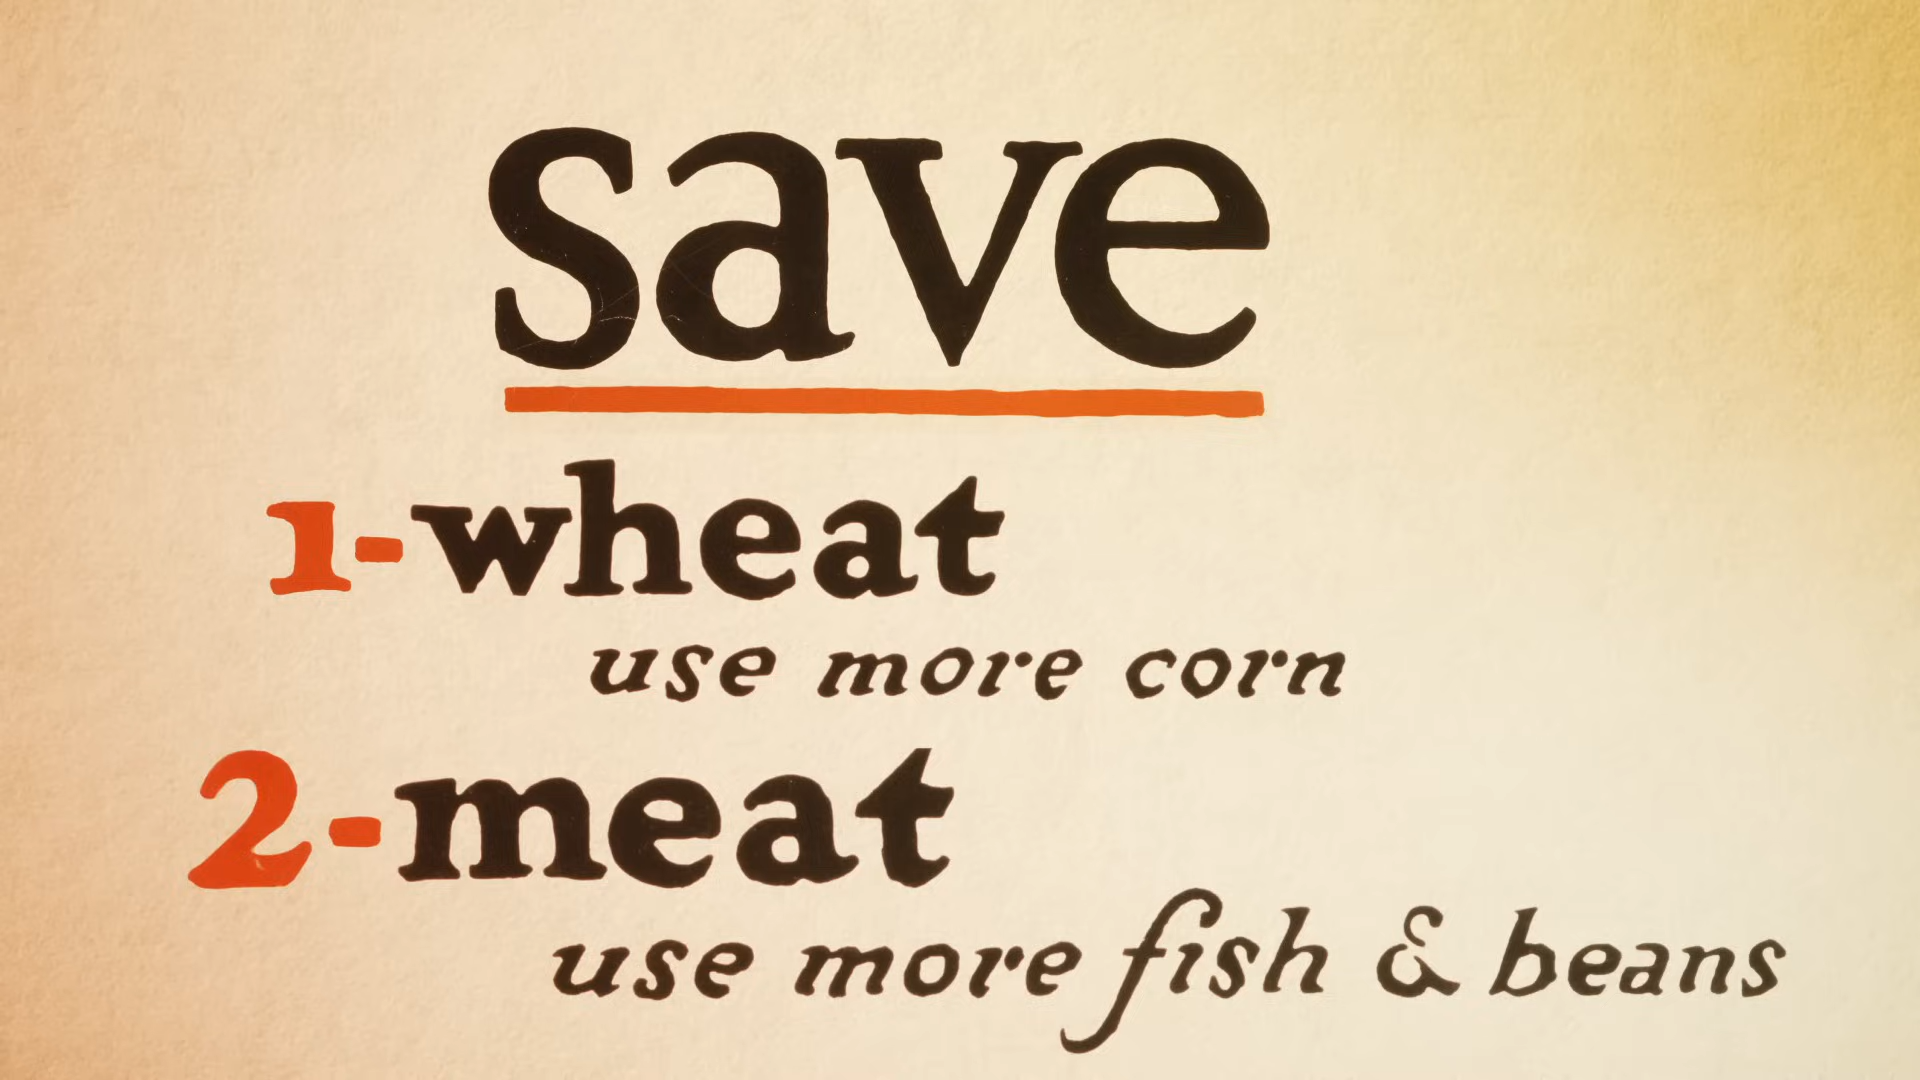 save
1-wheat
use more corn
2-meat
use more fish & beans